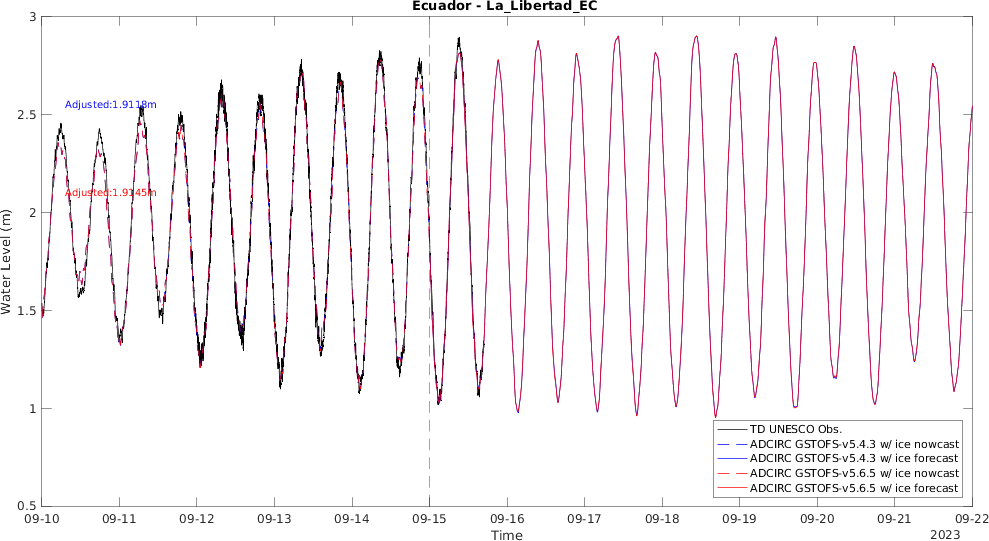 Ecuador - La_Libertad_EC
3
2.5
2
1.5
1
0.5
Water Level (m)
Adjusted:1.9118m
Adjusted:1.9145m
TD UNESCO Obs.
ADCIRC GSTOFS-v5.4.3 w/ ice nowcast
ADCIRC GSTOFS-v5.4.3 w/ ice forecast
ADCIRC GSTOFS-v5.6.5 w/ ice nowcast
ADCIRC GSTOFS-v5.6.5 w/ ice forecast
09-10 09-11 09-12 09-13 09-14 09-15 09-16 09-17 09-18 09-19 09-20 09-21 09-22
Time
2023